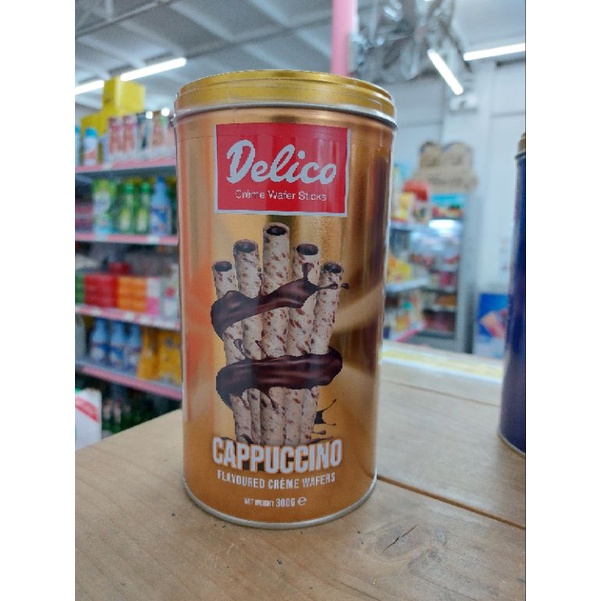 Delico
Crème Wafer Sticks
CAPPUCCINO
FLAVOURED CRÈME WAFERS
NET WEIGHT 300G ℮